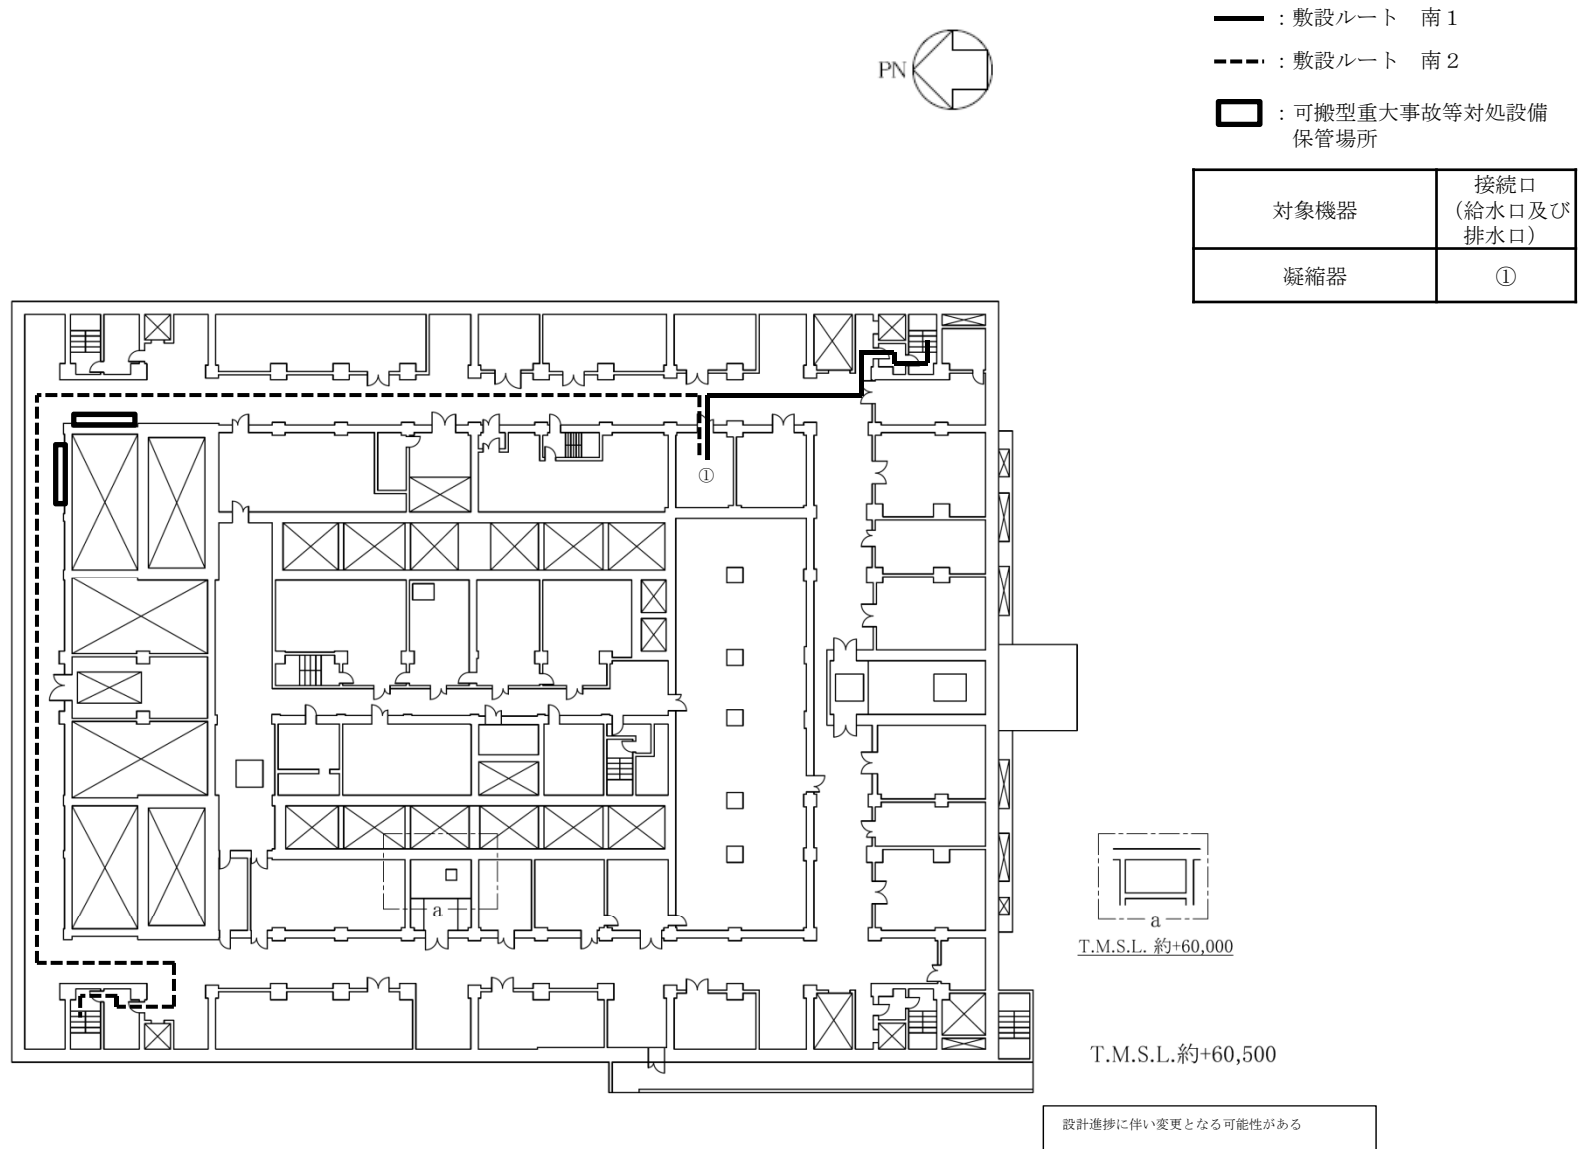 ：敷設ルート　南１
：敷設ルート　南２
：可搬型重大事故等対処設備
保管場所
PN
対象機器
接続口
（給水口及び
排水口）
凝縮器
①
①
a
a
T.M.S.L. 約+60,000
T.M.S.L.約+60,500
設計進捗に伴い変更となる可能性がある